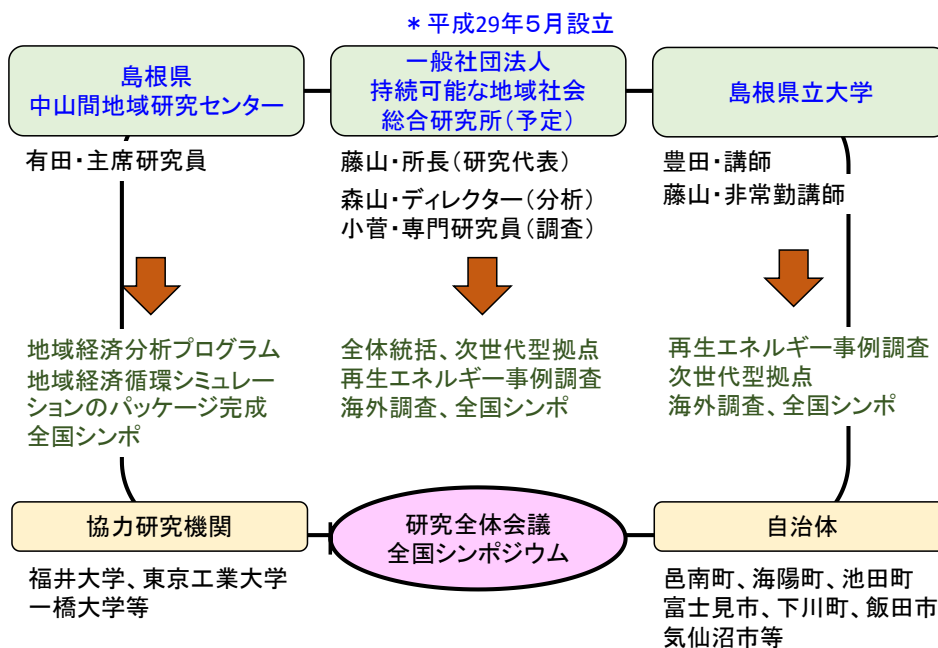 ＊平成29年５月設立
島根県
中山間地域研究センター
一般社団法人
持続可能な地域社会
総合研究所（予定）
島根県立大学
有田・主席研究員
藤山・所長（研究代表）
森山・ディレクター（分析）
小菅・専門研究員（調査）
豊田・講師
藤山・非常勤講師
地域経済分析プログラム
地域経済循環シミュレー
ションのパッケージ完成
全国シンポ
全体統括、次世代型拠点
再生エネルギー事例調査
海外調査、全国シンポ
再生エネルギー事例調査
次世代型拠点
海外調査、全国シンポ
協力研究機関
研究全体会議
全国シンポジウム
自治体
福井大学、東京工業大学
一橋大学等
邑南町、海陽町、池田町
富士見市、下川町、飯田市
気仙沼市等